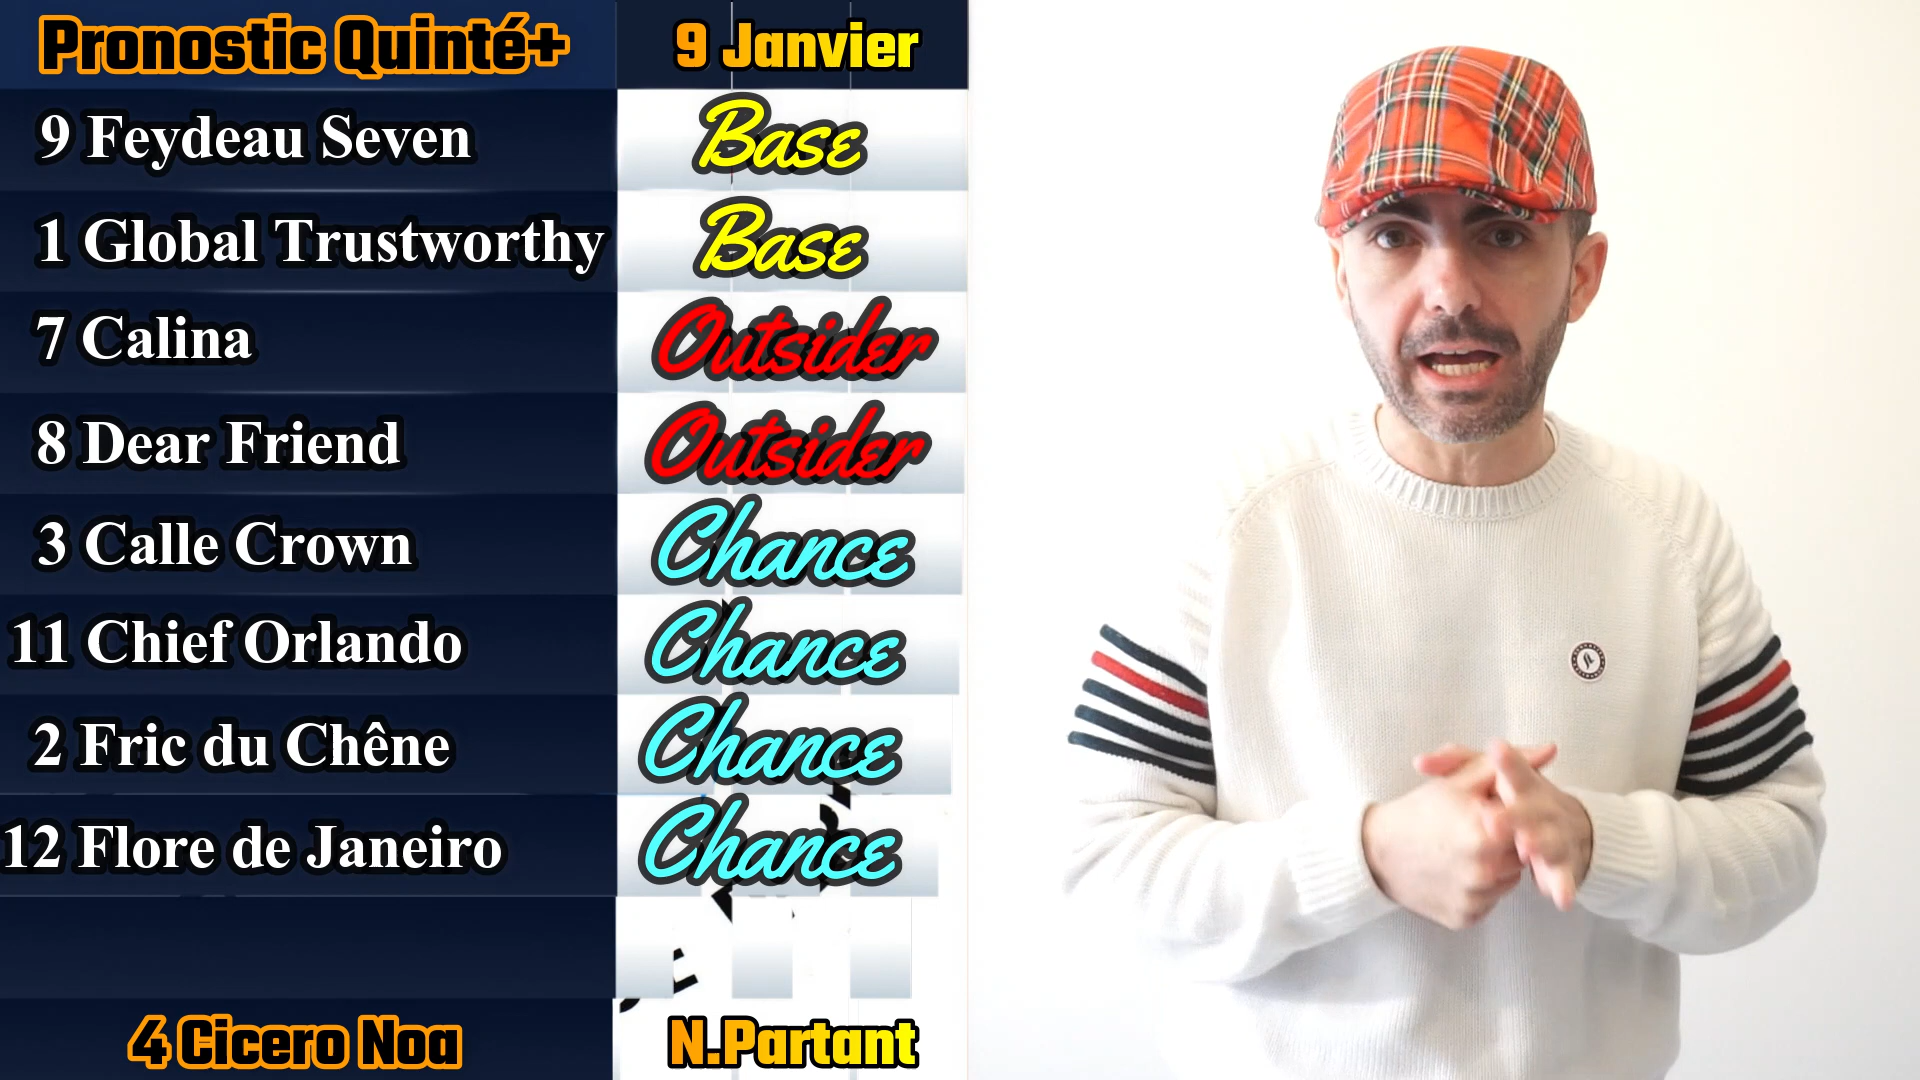 Pronostic Quinté+ 9 Janvier
9 Feydeau Seven Base
1 Global Trustworthy Base
7 Calina Outsider
8 Dear Friend Outsider
3 Calle Crown Chance
11 Chief Orlando Chance
2 Fric du Chêne Chance
12 Flore de Janeiro Chance
4 Cicero Noa N.Partant